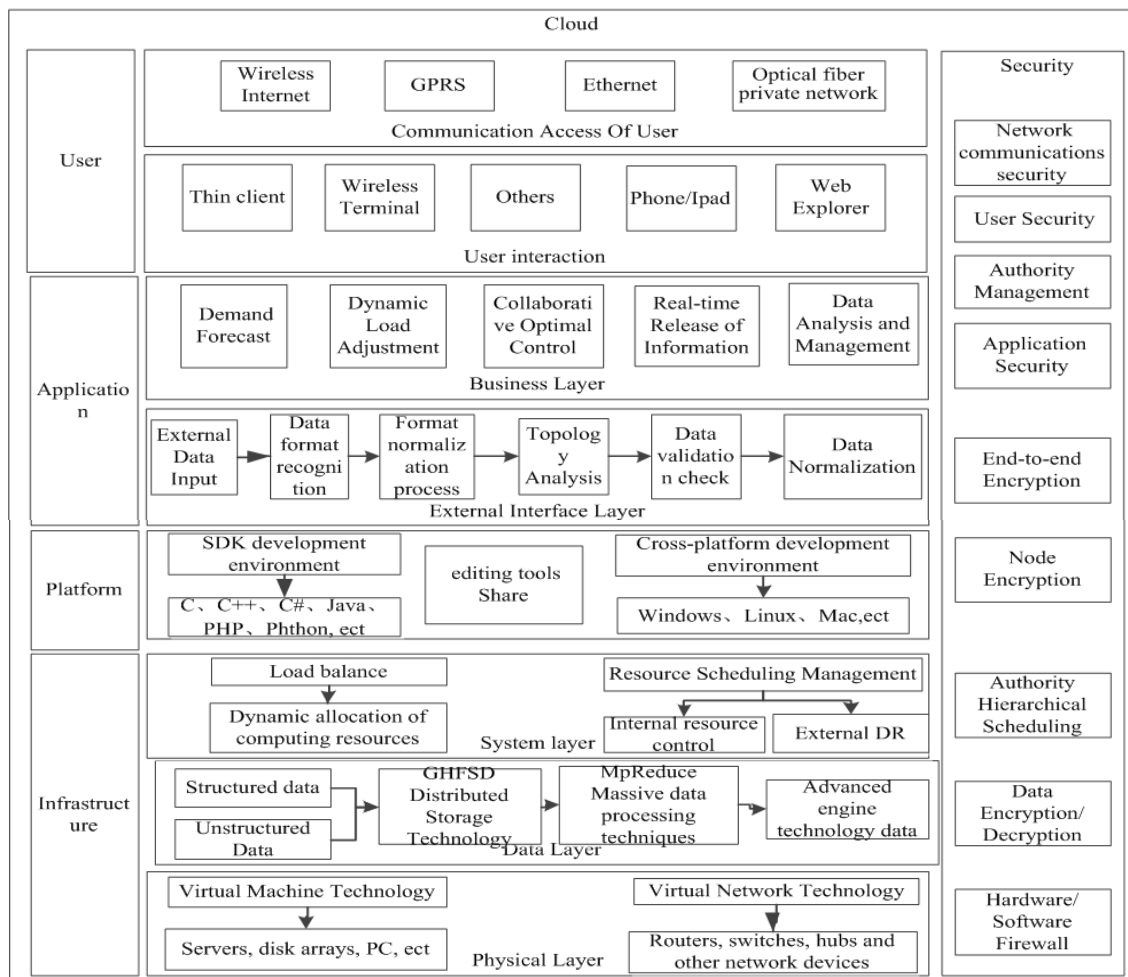 Cloud
User
Wireless
Internet
GPRS
Ethernet
Optical fiber
private network
Communication Access Of User
Thin client
Wireless
Terminal
Others
Phone/Ipad
Web
Explorer
User interaction
Applicatio
n
Demand
Forecast
Dynamic
Load
Adjustment
Collaborat
ive Optimal
Control
Real-time
Release of
Information
Data
Analysis and
Management
Business Layer
External
Data
Input
Data
format
recogni
tion
Format
normaliz
ation
process
Topolog
y
Analysis
Data
validatio
n check
Data
Normalization
External Interface Layer
Platform
SDK development
environment
C、C++、C#、Java、
PHP、Phthon, ect
editing tools
Share
Cross-platform development
environment
Windows、Linux、Mac,ect
Infrastruct
ure
Load balance
Dynamic allocation of
computing resources
Resource Scheduling Management
Internal resource
control
External DR
System layer
Structured data
Unstructured
Data
GHFSD
Distributed
Storage
Technology
MpReduce
Massive data
processing
techniques
Advanced
engine
technology data
Data Layer
Virtual Machine Technology
Servers, disk arrays, PC, ect
Virtual Network Technology
Routers, switches, hubs and
other network devices
Physical Layer
Security
Network
communications
security
User Security
Authority
Management
Application
Security
End-to-end
Encryption
Node
Encryption
Authority
Hierarchical
Scheduling
Data
Encryption/
Decryption
Hardware/
Software
Firewall